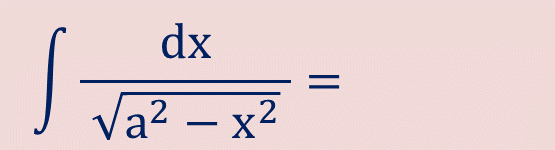 ∫ dx / √(a² − x²) =